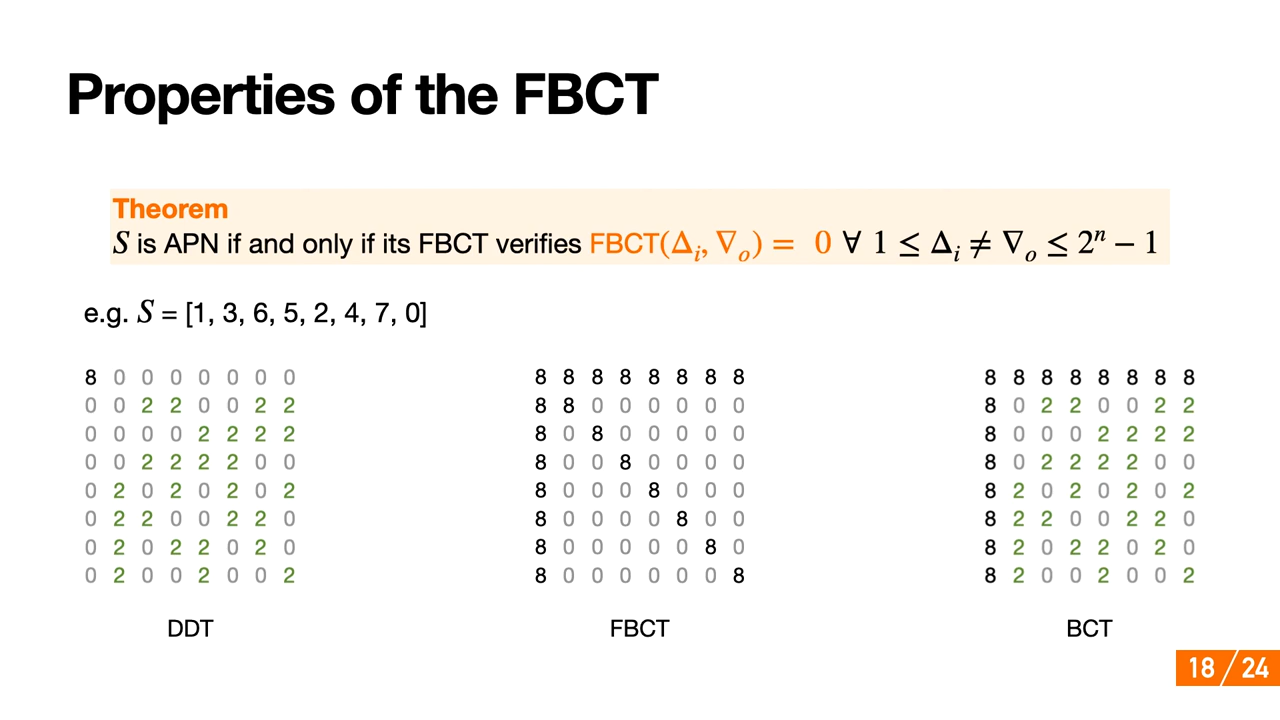 Properties of the FBCT
Theorem
S is APN if and only if its FBCT verifies FBCT(Δᵢ, ∇ₒ) = 0 ∀ 1 ≤ Δᵢ ≠ ∇ₒ ≤ 2ⁿ − 1
e.g. S = [1, 3, 6, 5, 2, 4, 7, 0]
8 0 0 0 0 0 0 0
0 0 2 2 0 0 2 2
0 0 0 0 2 2 2 2
0 0 2 2 2 2 0 0
0 2 0 2 0 2 0 2
0 2 2 0 0 2 2 0
0 2 0 2 2 0 2 0
0 2 0 0 2 0 0 2
DDT
8 8 8 8 8 8 8 8
8 8 0 0 0 0 0 0
8 0 8 0 0 0 0 0
8 0 0 8 0 0 0 0
8 0 0 0 8 0 0 0
8 0 0 0 0 8 0 0
8 0 0 0 0 0 8 0
8 0 0 0 0 0 0 8
FBCT
8 8 8 8 8 8 8 8
8 0 2 2 0 0 2 2
8 0 0 0 2 2 2 2
8 0 2 2 2 2 0 0
8 2 0 2 0 2 0 2
8 2 2 0 0 2 2 0
8 2 0 2 2 0 2 0
8 2 0 0 2 0 0 2
BCT
18 / 24